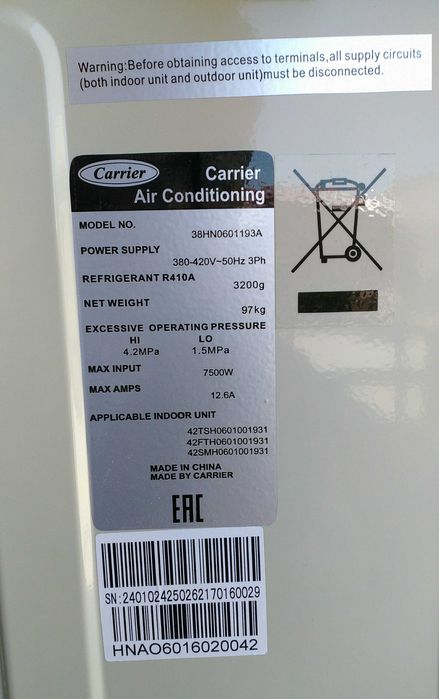 Warning:Before obtaining access to terminals,all supply circuits
(both indoor unit and outdoor unit)must be disconnected.
Carrier
Carrier
Air Conditioning
MODEL NO.
38HN0601193A
POWER SUPPLY
380-420V~50Hz 3Ph
REFRIGERANT R410A
3200g
NET WEIGHT
97kg
EXCESSIVE OPERATING PRESSURE
HI LO
4.2MPa 1.5MPa
MAX INPUT
7500W
MAX AMPS
12.6A
APPLICABLE INDOOR UNIT
42TSH0601001931
42FTH0601001931
42SMH0601001931
MADE IN CHINA
MADE BY CARRIER
EAC
SN:2401024250262170160029
HNAO6016020042